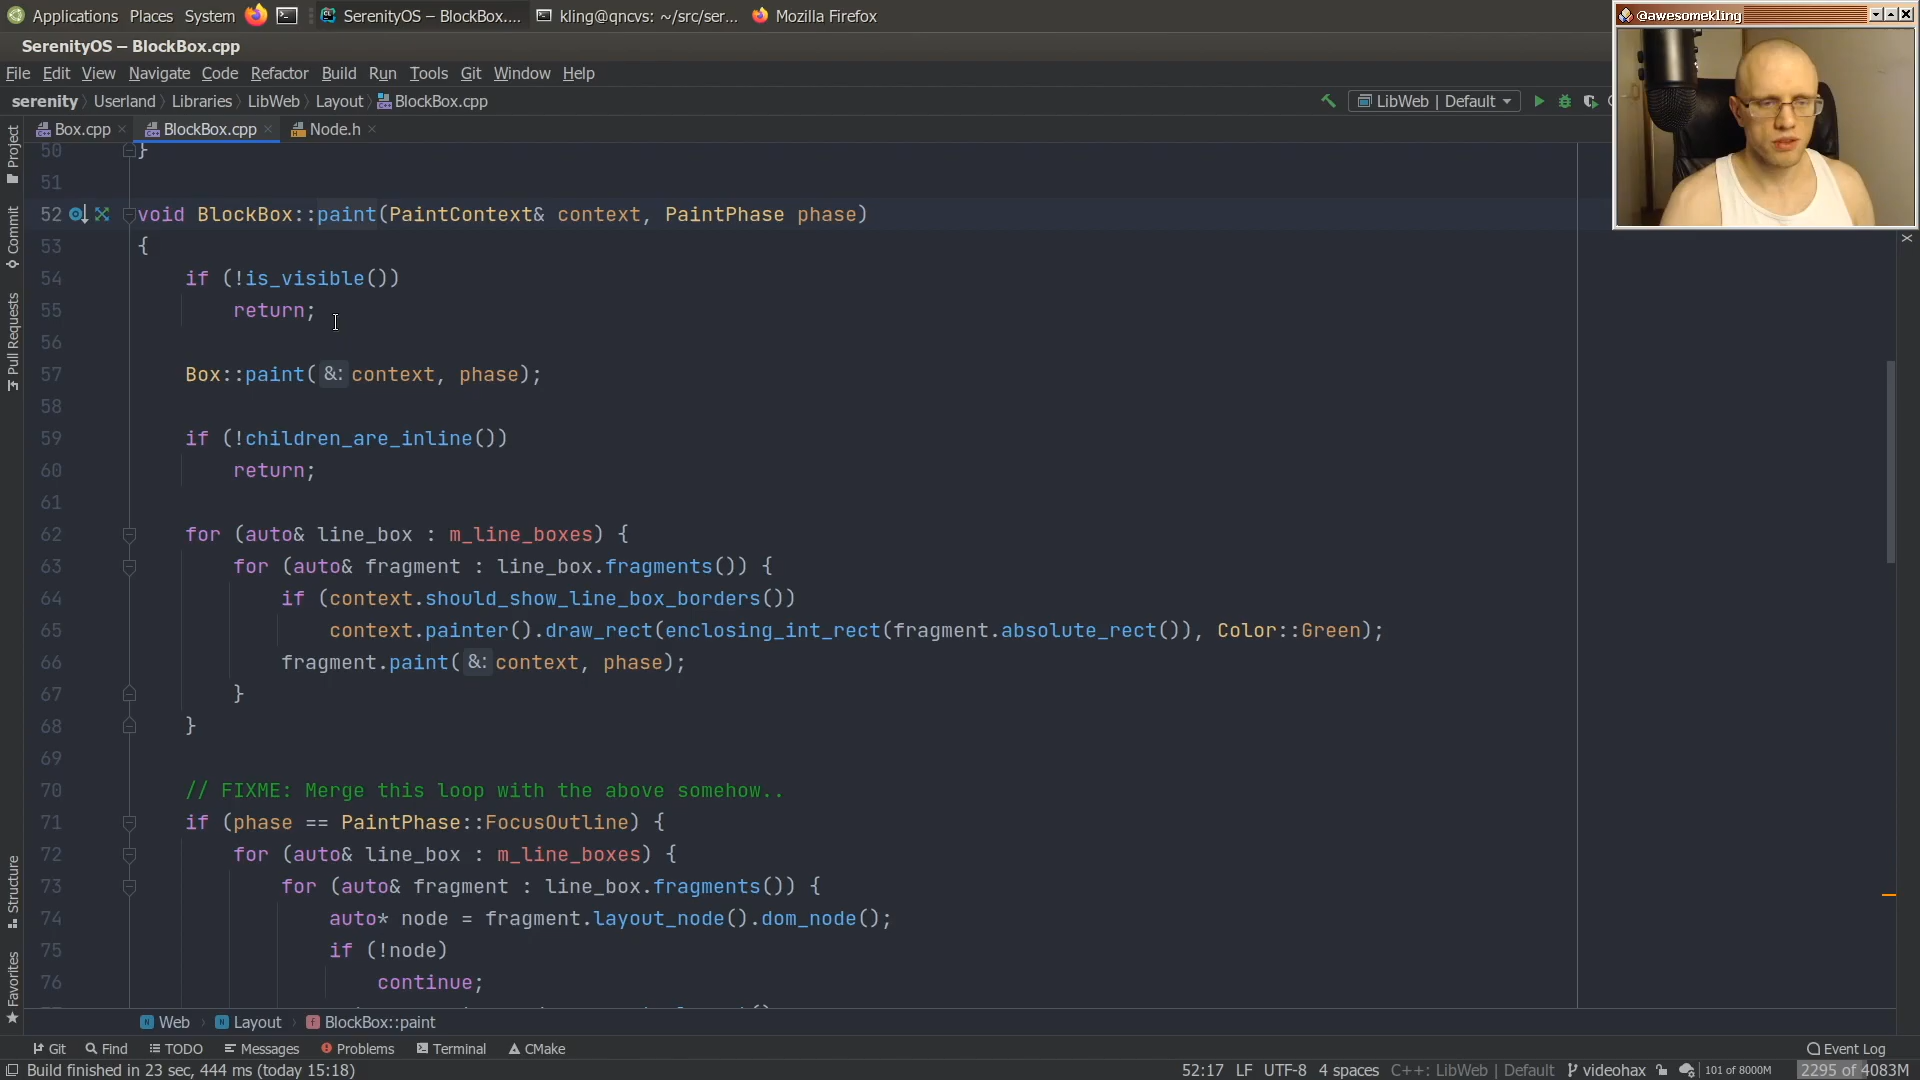 Applications Places System SerenityOS – BlockBox.cpp.... kling@qncvs: ~/src/ser... Mozilla Firefox
@awesomekling
SerenityOS – BlockBox.cpp
File Edit View Navigate Code Refactor Build Run Tools Git Window Help
serenity Userland Libraries LibWeb Layout BlockBox.cpp LibWeb | Default
Box.cpp BlockBox.cpp Node.h
Project
Commit
Pull Requests
Structure
Favorites
50 }
51
52 void BlockBox::paint(PaintContext& context, PaintPhase phase)
53 {
54 if (!is_visible())
55 return;
56
57 Box::paint( &: context, phase);
58
59 if (!children_are_inline())
60 return;
61
62 for (auto& line_box : m_line_boxes) {
63 for (auto& fragment : line_box.fragments()) {
64 if (context.should_show_line_box_borders())
65 context.painter().draw_rect(enclosing_int_rect(fragment.absolute_rect()), Color::Green);
66 fragment.paint( &: context, phase);
67 }
68 }
69
70 // FIXME: Merge this loop with the above somehow..
71 if (phase == PaintPhase::FocusOutline) {
72 for (auto& line_box : m_line_boxes) {
73 for (auto& fragment : line_box.fragments()) {
74 auto* node = fragment.layout_node().dom_node();
75 if (!node)
76 continue;
Web Layout BlockBox::paint
Git Find TODO Messages Problems Terminal CMake Event Log
Build finished in 23 sec, 444 ms (today 15:18) 52:17 LF UTF-8 4 spaces C++: LibWeb | Default videohax 101 of 8000M 2295 of 4083M